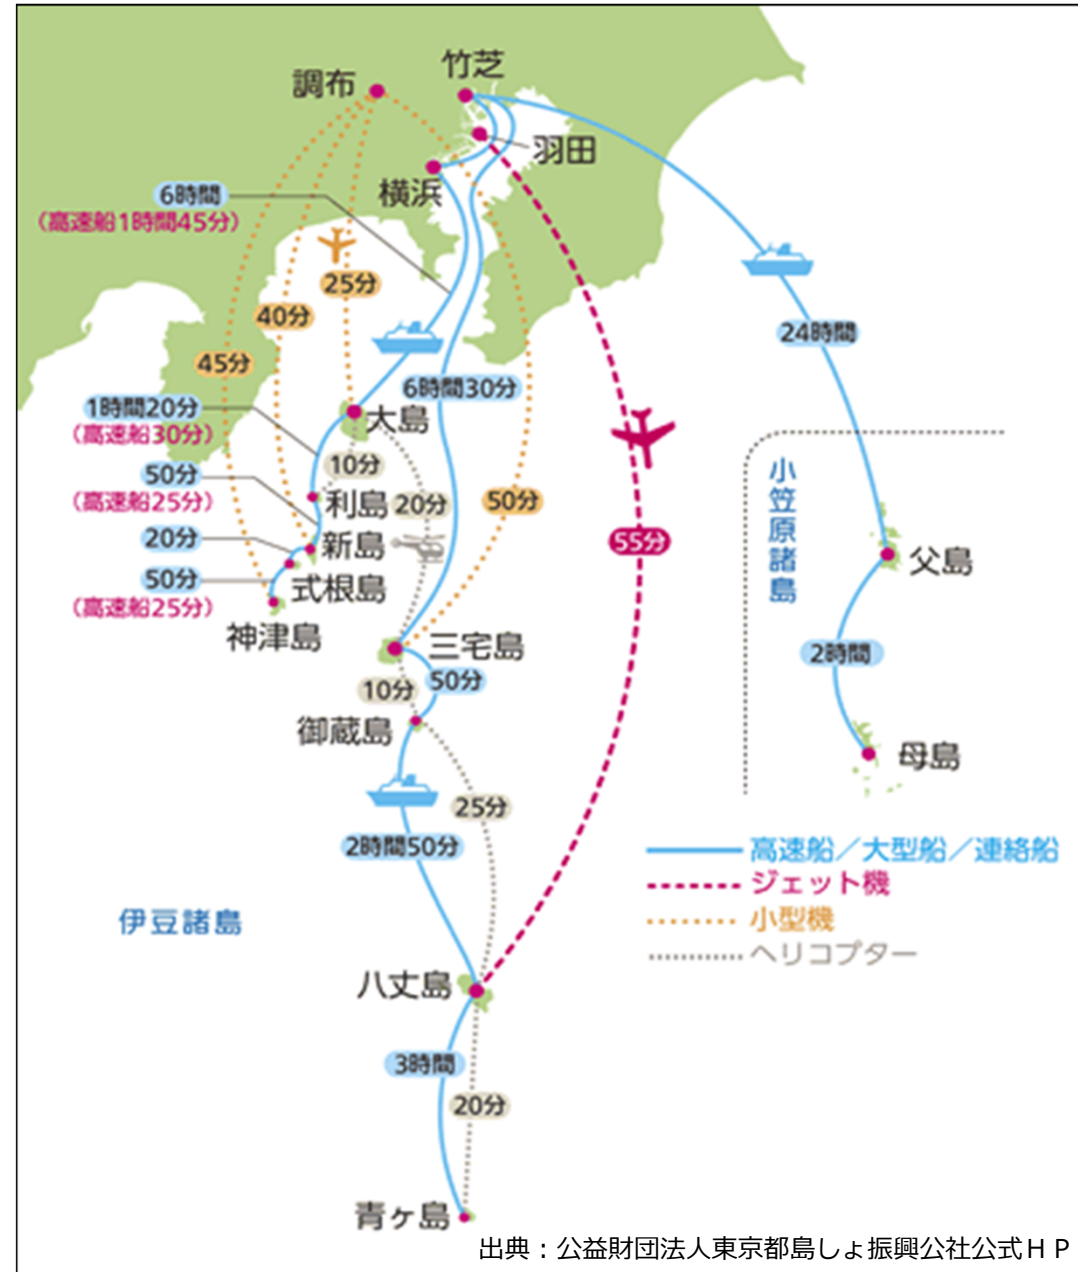 竹芝
調布
羽田
横浜
6時間
(高速船1時間45分)
25分
40分
45分
24時間
6時間30分
1時間20分
(高速船30分)
大島
10分
50分
(高速船25分)
利島
20分
50分
20分
新島
55分
50分
(高速船25分)
式根島
神津島
小笠原諸島
父島
三宅島
2時間
50分
10分
御蔵島
母島
25分
2時間50分
高速船／大型船／連絡船
ジェット機
小型機
ヘリコプター
伊豆諸島
八丈島
3時間
20分
青ヶ島
出典：公益財団法人東京都島しょ振興公社公式ＨＰ